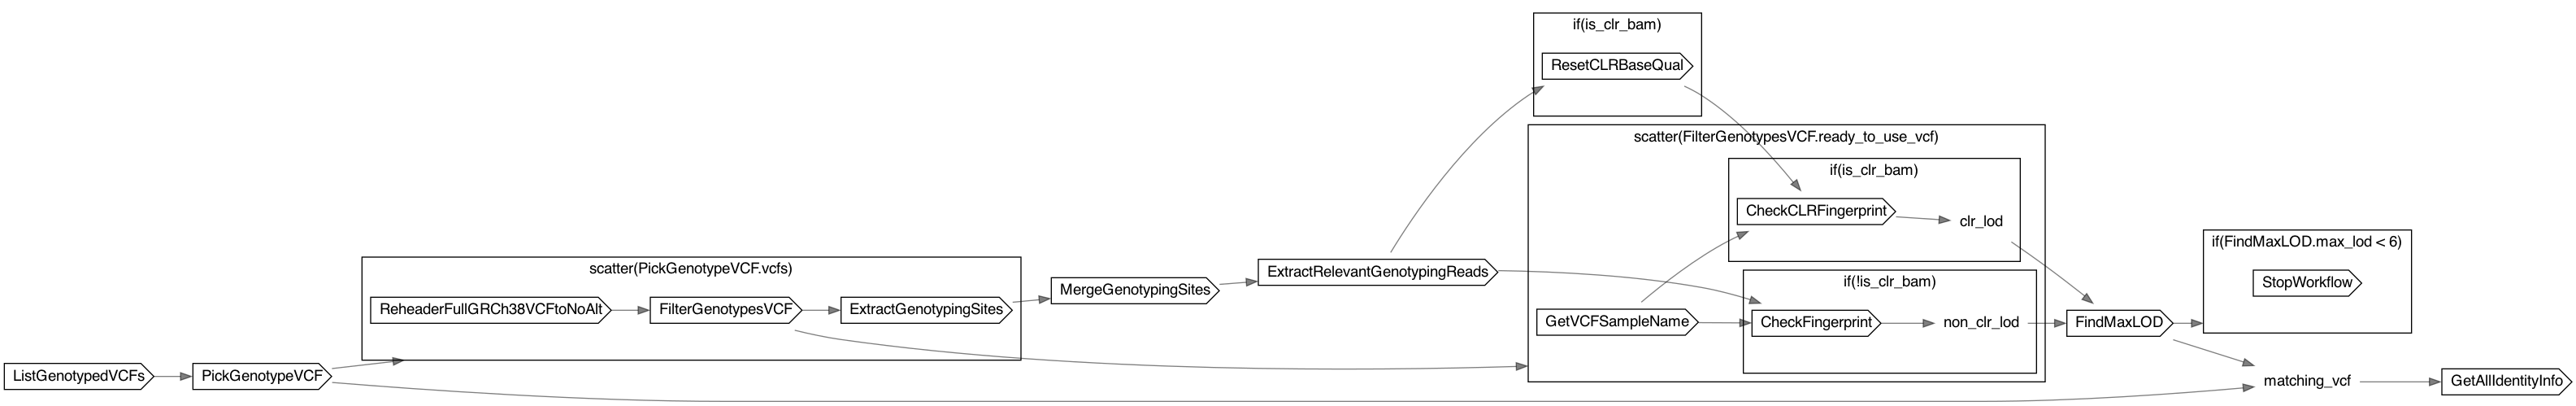 ListGenotypedVCFs
PickGenotypeVCF
scatter(PickGenotypeVCF.vcfs)
ReheaderFullGRCh38VCFtoNoAlt
FilterGenotypesVCF
ExtractGenotypingSites
MergeGenotypingSites
ExtractRelevantGenotypingReads
if(is_clr_bam)
ResetCLRBaseQual
scatter(FilterGenotypesVCF.ready_to_use_vcf)
GetVCFSampleName
if(is_clr_bam)
CheckCLRFingerprint
clr_lod
if(!is_clr_bam)
CheckFingerprint
non_clr_lod
FindMaxLOD
if(FindMaxLOD.max_lod < 6)
StopWorkflow
matching_vcf
GetAllIdentityInfo